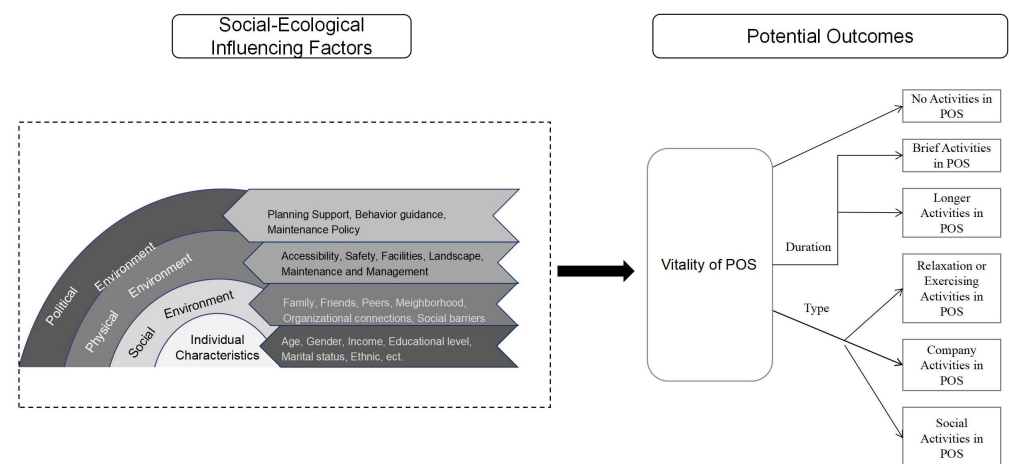 Social-Ecological
Influencing Factors
Potential Outcomes
Political Environment
Physical Environment
Social Environment
Individual
Characteristics
Planning Support, Behavior guidance,
Maintenance Policy
Accessibility, Safety, Facilities, Landscape,
Maintenance and Management
Family, Friends, Peers, Meighborhood,
Organizational connections, Social barriers
Age, Gender, Income, Educational level,
Marital status, Ethnic, ect.
Vitality of POS
Duration
Type
No Activities in
POS
Brief Activities
in POS
Longer
Activities in
POS
Relaxation or
Exercising
Activities in
POS
Company
Activities in
POS
Social
Activities in
POS